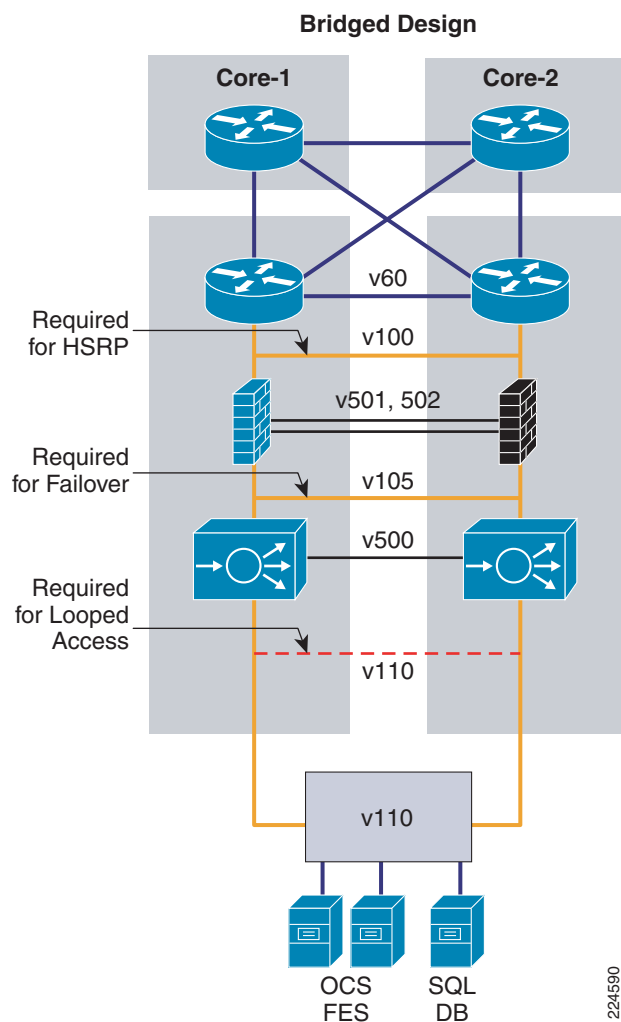 Bridged Design
Core-1
Core-2
v60
Required
for HSRP
v100
v501, 502
Required
for Failover
v105
v500
Required
for Looped
Access
v110
v110
OCS
FES
SQL
DB
224590